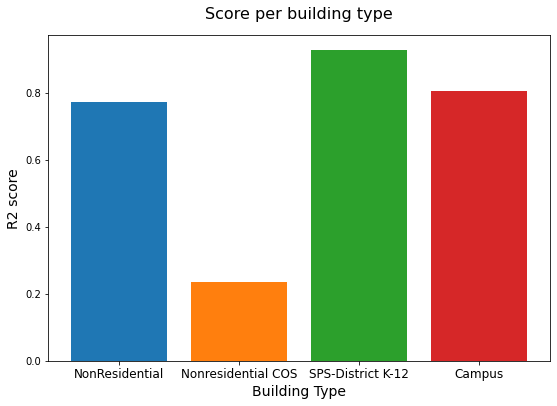 Score per building type
R2 score
0.8
0.6
0.4
0.2
0.0
NonResidential
Nonresidential COS
SPS-District K-12
Campus
Building Type